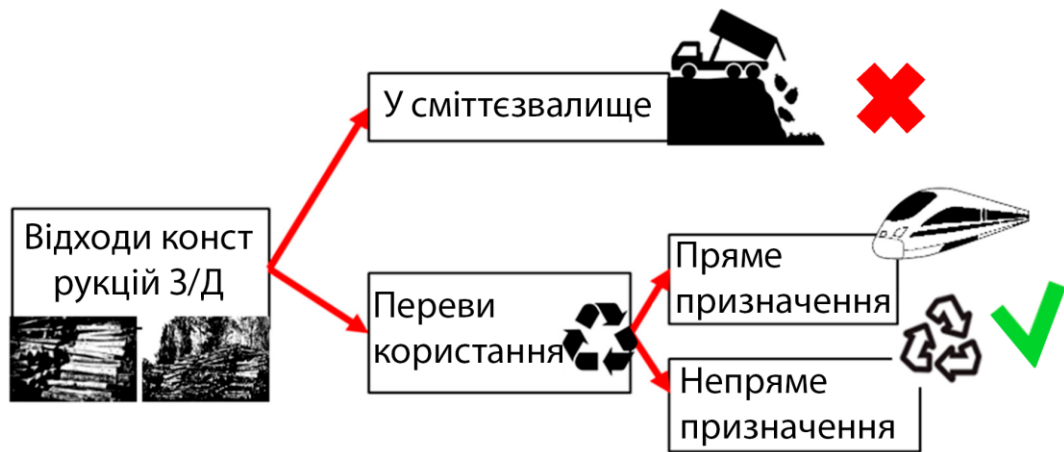 У сміттєзвалище
Відходи конст
рукцій З/Д
Переви
користання
Пряме
призначення
Непряме
призначення